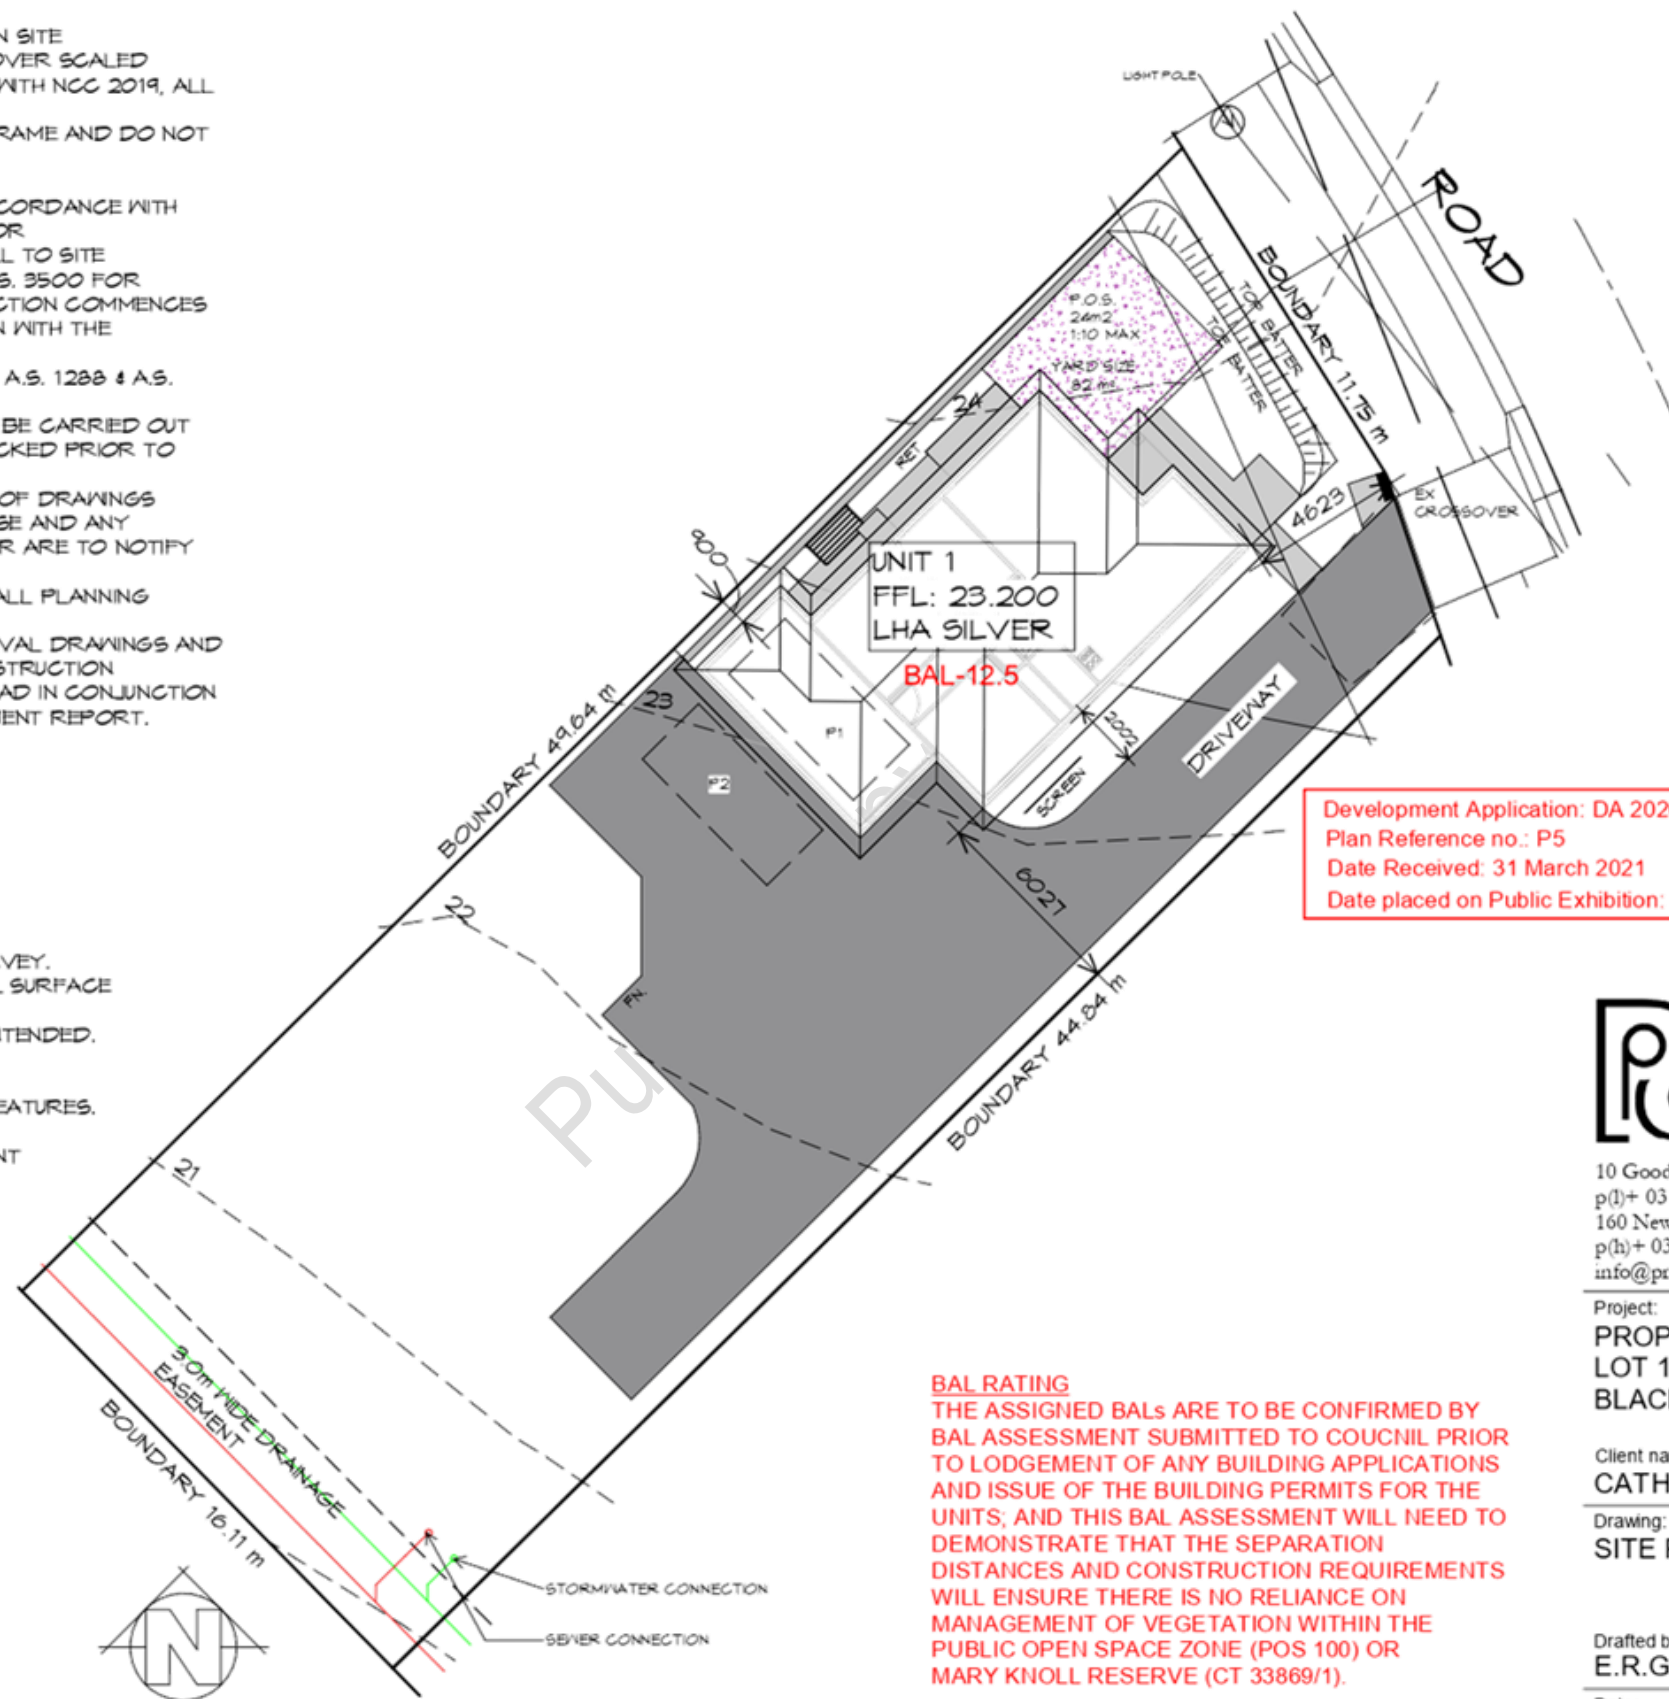 N SITE
OVER SCALED
WITH NCC 2019, ALL
RAME AND DO NOT
CCORDANCE WITH
OR
L TO SITE
S. 3500 FOR
CTION COMMENCES
N WITH THE
A.S. 1288 & A.S.
BE CARRIED OUT
CKED PRIOR TO
OF DRAWINGS
SE AND ANY
R ARE TO NOTIFY
ALL PLANNING
VAL DRAWINGS AND
STRUCTION
AD IN CONJUNCTION
MENT REPORT.
VEY.
L SURFACE
NTENDED.
EATURES.
NT
LIGHT POLE
ROAD
BOUNDARY 11.75 m
TOP BATTER
TOE BATTER
P.O.S.
24m2
1:10 MAX
YARD SIZE
82 m2
24
RET
EX
CROSSOVER
4623
900
UNIT 1
FFL: 23.200
LHA SILVER
BAL-12.5
23
P1
P2
2002
SCREEN
DRIVEWAY
BOUNDARY 49.64 m
6027
22
FN.
Pu
BOUNDARY 44.84 m
21
3.0m WIDE DRAINAGE
EASEMENT
BOUNDARY 16.11 m
STORMWATER CONNECTION
SEWER CONNECTION
N
Development Application: DA 202
Plan Reference no.: P5
Date Received: 31 March 2021
Date placed on Public Exhibition:
BAL RATING
THE ASSIGNED BALs ARE TO BE CONFIRMED BY
BAL ASSESSMENT SUBMITTED TO COUCNIL PRIOR
TO LODGEMENT OF ANY BUILDING APPLICATIONS
AND ISSUE OF THE BUILDING PERMITS FOR THE
UNITS; AND THIS BAL ASSESSMENT WILL NEED TO
DEMONSTRATE THAT THE SEPARATION
DISTANCES AND CONSTRUCTION REQUIREMENTS
WILL ENSURE THERE IS NO RELIANCE ON
MANAGEMENT OF VEGETATION WITHIN THE
PUBLIC OPEN SPACE ZONE (POS 100) OR
MARY KNOLL RESERVE (CT 33869/1).
10 Good
p(l)+ 03
160 New
p(h)+ 03
info@pr
Project:
PROP
LOT 1
BLACK
Client na
CATH
Drawing:
SITE
Drafted b
E.R.G